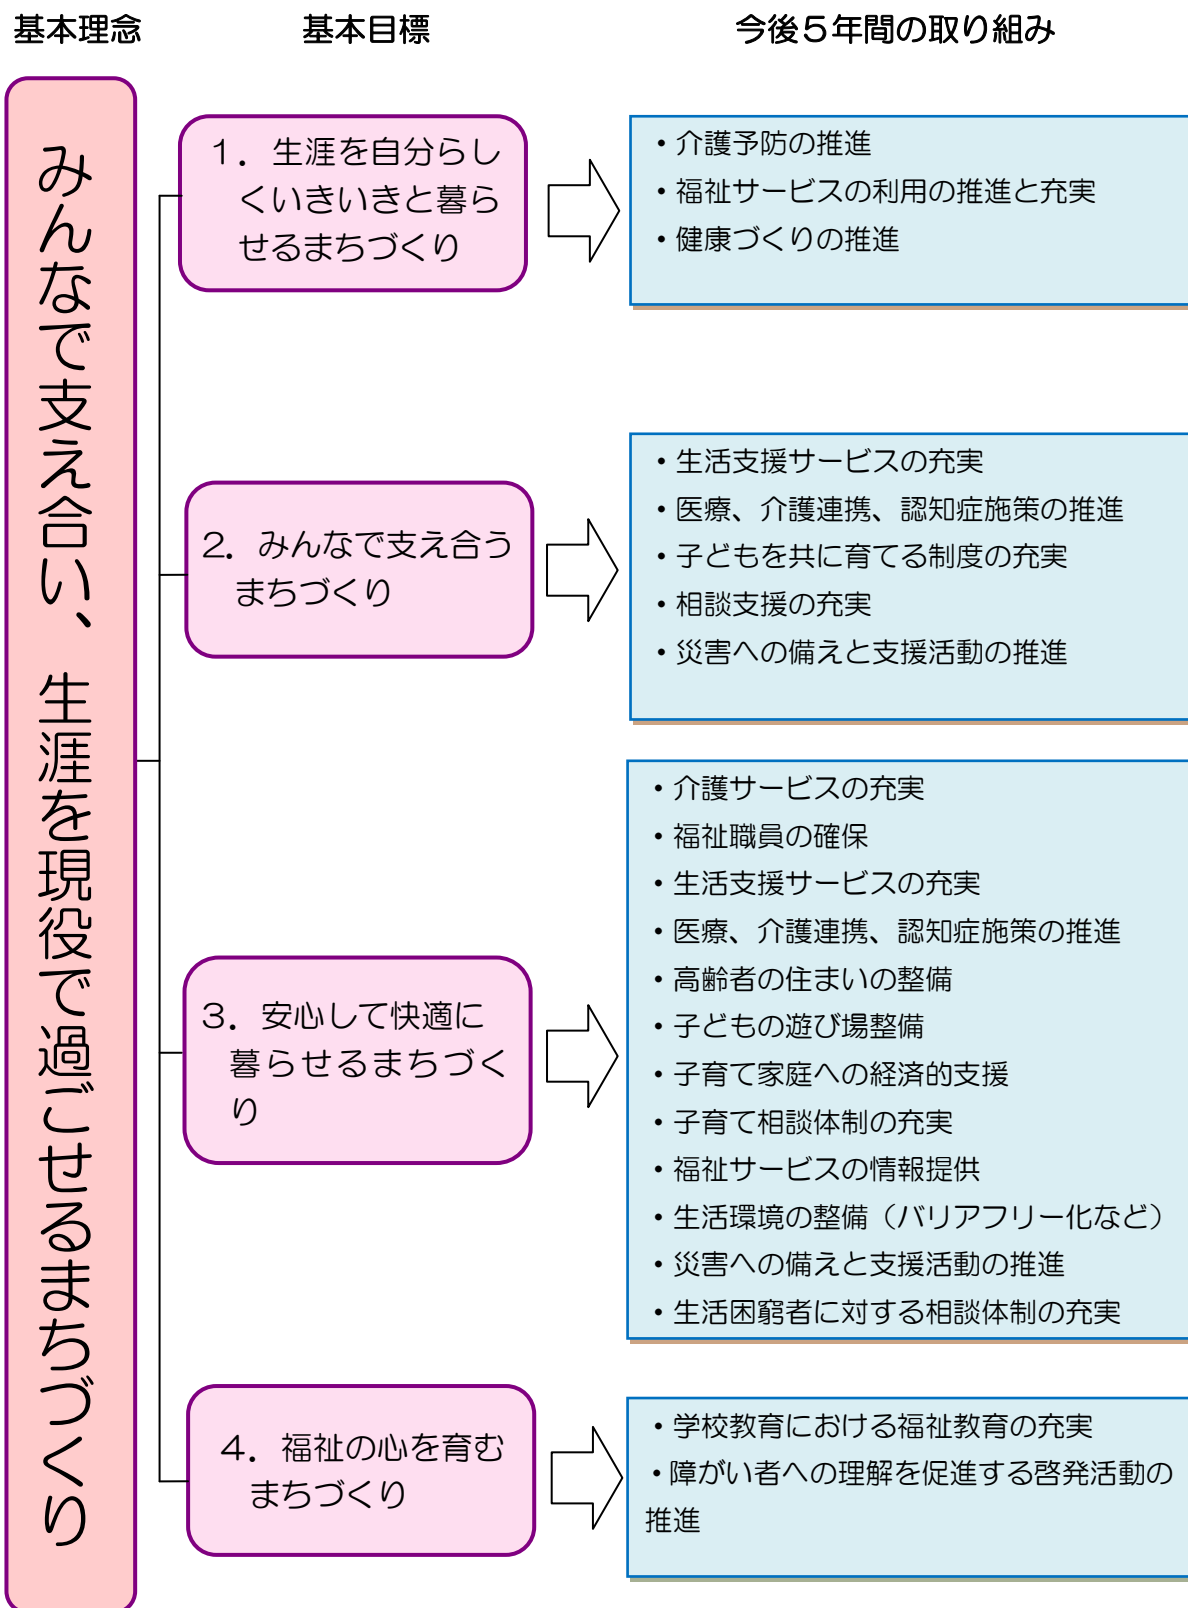 基本理念 基本目標 今後５年間の取り組み
みんなで支え合い、生涯を現役で過ごせるまちづくり
１．生涯を自分らし
くいきいきと暮ら
せるまちづくり
・介護予防の推進
・福祉サービスの利用の推進と充実
・健康づくりの推進
２．みんなで支え合う
まちづくり
・生活支援サービスの充実
・医療、介護連携、認知症施策の推進
・子どもを共に育てる制度の充実
・相談支援の充実
・災害への備えと支援活動の推進
３．安心して快適に
暮らせるまちづく
り
・介護サービスの充実
・福祉職員の確保
・生活支援サービスの充実
・医療、介護連携、認知症施策の推進
・高齢者の住まいの整備
・子どもの遊び場整備
・子育て家庭への経済的支援
・子育て相談体制の充実
・福祉サービスの情報提供
・生活環境の整備（バリアフリー化など）
・災害への備えと支援活動の推進
・生活困窮者に対する相談体制の充実
４．福祉の心を育む
まちづくり
・学校教育における福祉教育の充実
・障がい者への理解を促進する啓発活動の
推進